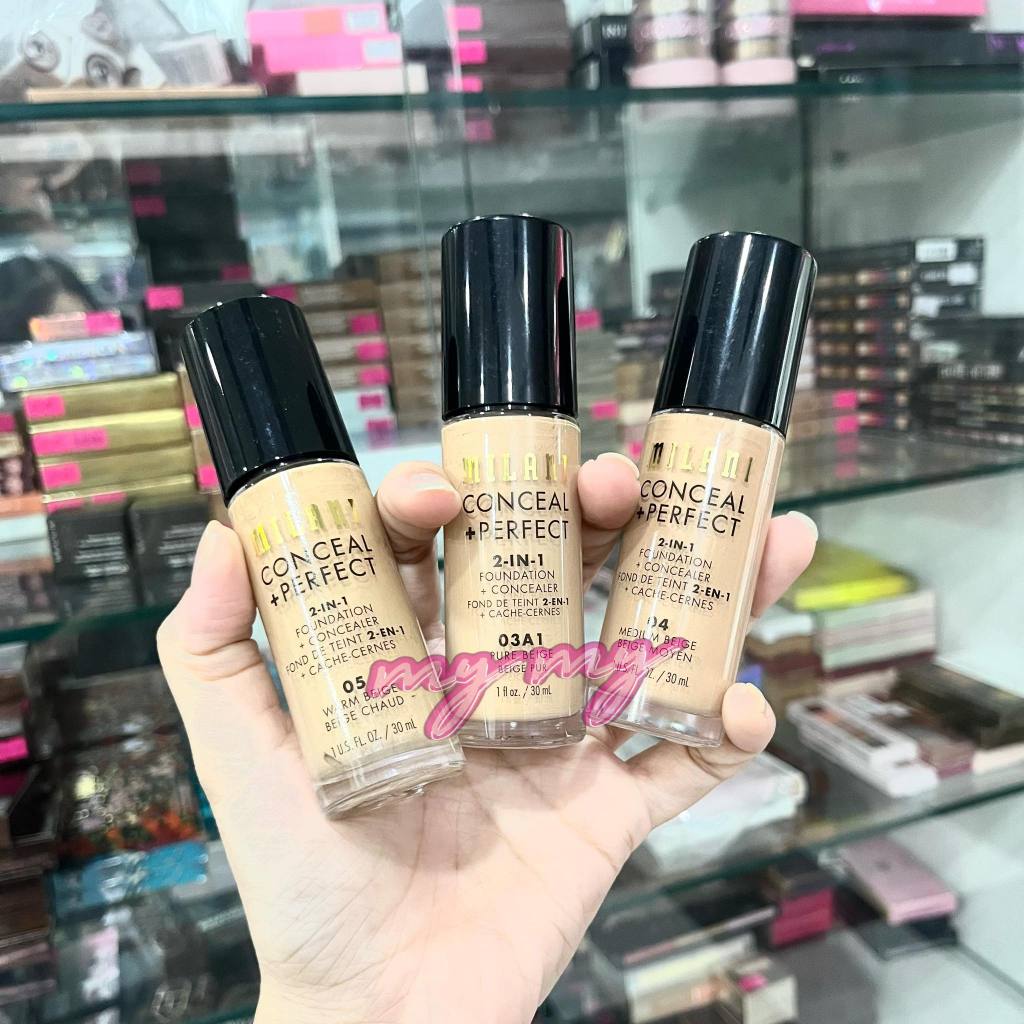 MILANI
CONCEAL
+PERFECT
2-IN-1
FOUNDATION
+ CONCEALER
FOND DE TEINT 2-EN-1
+ CACHE-CERNES
05
WARM BEIGE
BEIGE CHAUD
1 U.S. FL. OZ. / 30 mL
MILANI
CONCEAL
+PERFECT
2-IN-1
FOUNDATION
+ CONCEALER
FOND DE TEINT 2-EN-1
+ CACHE-CERNES
03A1
PURE BEIGE
BEIGE PUR
1 fl oz. / 30 mL
MILANI
CONCEAL
+PERFECT
2-IN-1
FOUNDATION
+ CONCEALER
FOND DE TEINT 2-EN-1
+ CACHE-CERNES
04
MEDIUM BEIGE
BEIGE MOYEN
U.S. FL. OZ. / 30 mL
my my